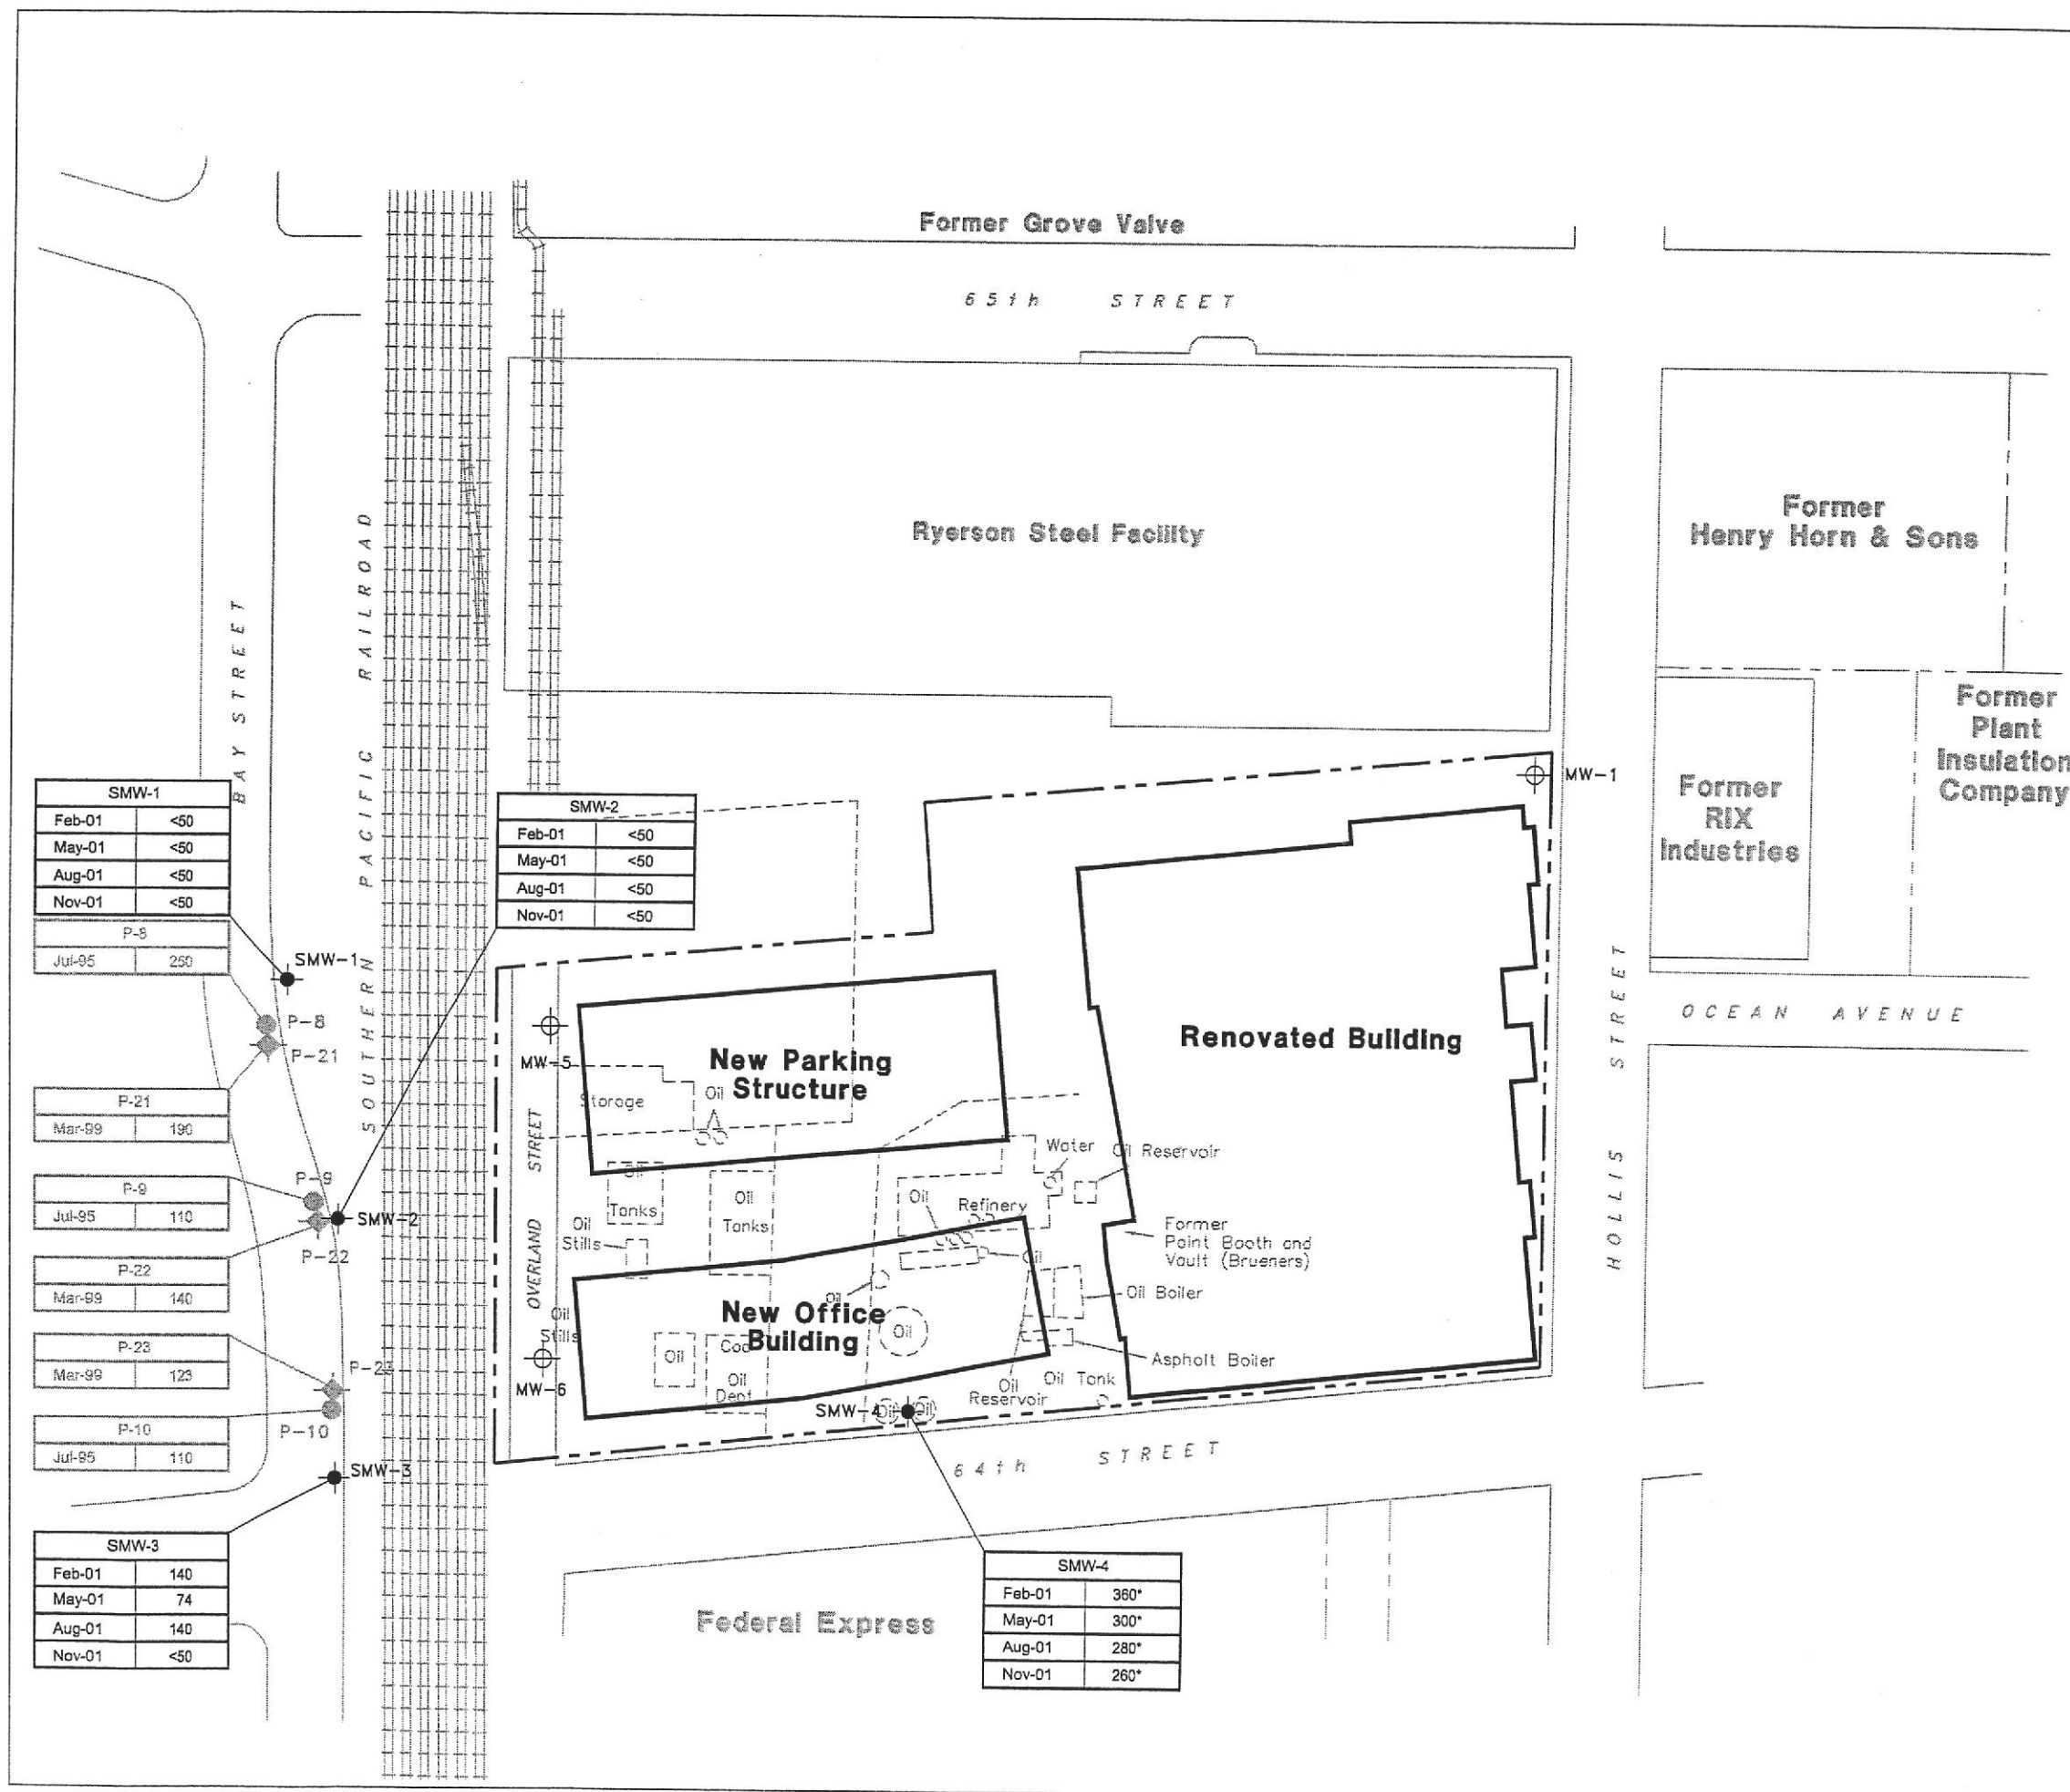 Former Grove Valve
65th STREET
Ryerson Steel Facility
Former
Henry Horn & Sons
Former
Plant
Insulation
Company
Former
RIX
Industries
BAY STREET
SOUTHERN PACIFIC RAILROAD
OVERLAND STREET
HOLLIS STREET
OCEAN AVENUE
64th STREET
Federal Express
MW-1
SMW-1
Feb-01 <50
May-01 <50
Aug-01 <50
Nov-01 <50
SMW-2
Feb-01 <50
May-01 <50
Aug-01 <50
Nov-01 <50
P-8
Jul-95 250
SMW-1
P-8
P-21
P-21
Mar-99 190
P-9
Jul-95 110
P-9
SMW-2
P-22
P-22
Mar-99 140
P-23
Mar-99 123
P-23
P-10
Jul-95 110
P-10
SMW-3
SMW-3
Feb-01 140
May-01 74
Aug-01 140
Nov-01 <50
MW-5
MW-6
New Parking
Structure
Storage
Oil
Renovated Building
Water
Oil Reservoir
Oil
Tanks
Oil
Tanks
Oil
Stills
Oil
Refinery
Oil
Former
Paint Booth and
Vault (Brueners)
Oil Boiler
Asphalt Boiler
Oil
New Office
Building
Oil
Oil
Stills
Oil
Oil
Dept
Oil
Reservoir
Oil Tank
SMW-4
Oil
Oil
SMW-4
Feb-01 360*
May-01 300*
Aug-01 280*
Nov-01 260*